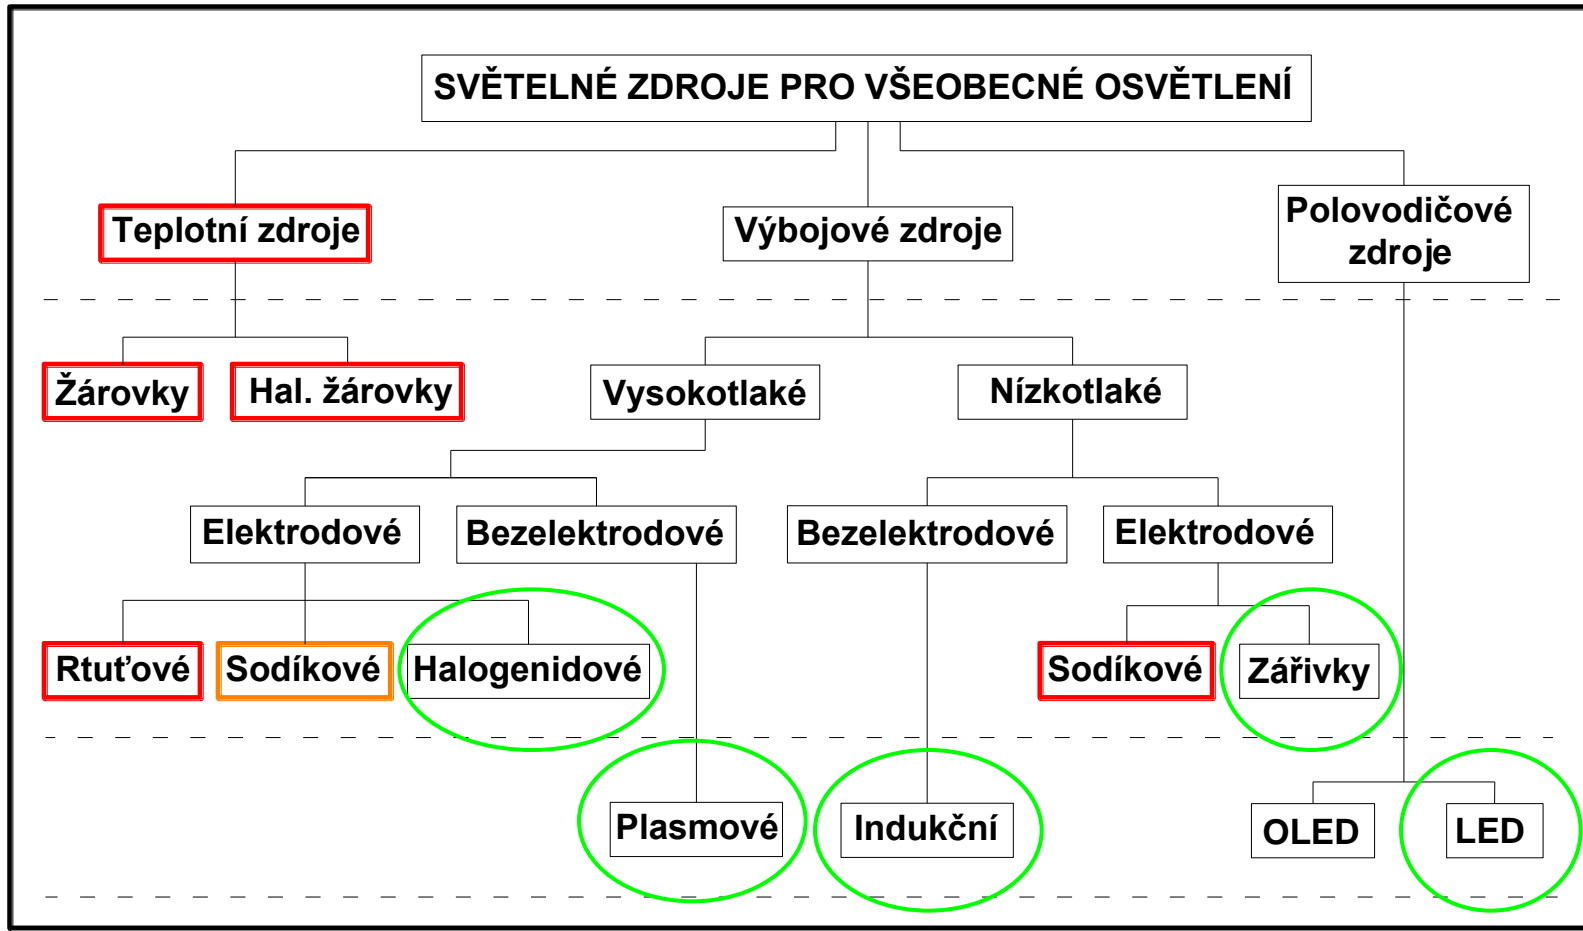 SVĚTELNÉ ZDROJE PRO VŠEOBECNÉ OSVĚTLENÍ
Teplotní zdroje
Výbojové zdroje
Polovodičové
zdroje
Žárovky
Hal. žárovky
Vysokotlaké
Nízkotlaké
Elektrodové
Bezelektrodové
Bezelektrodové
Elektrodové
Rtuťové
Sodíkové
Halogenidové
Sodíkové
Zářivky
Plasmové
Indukční
OLED
LED